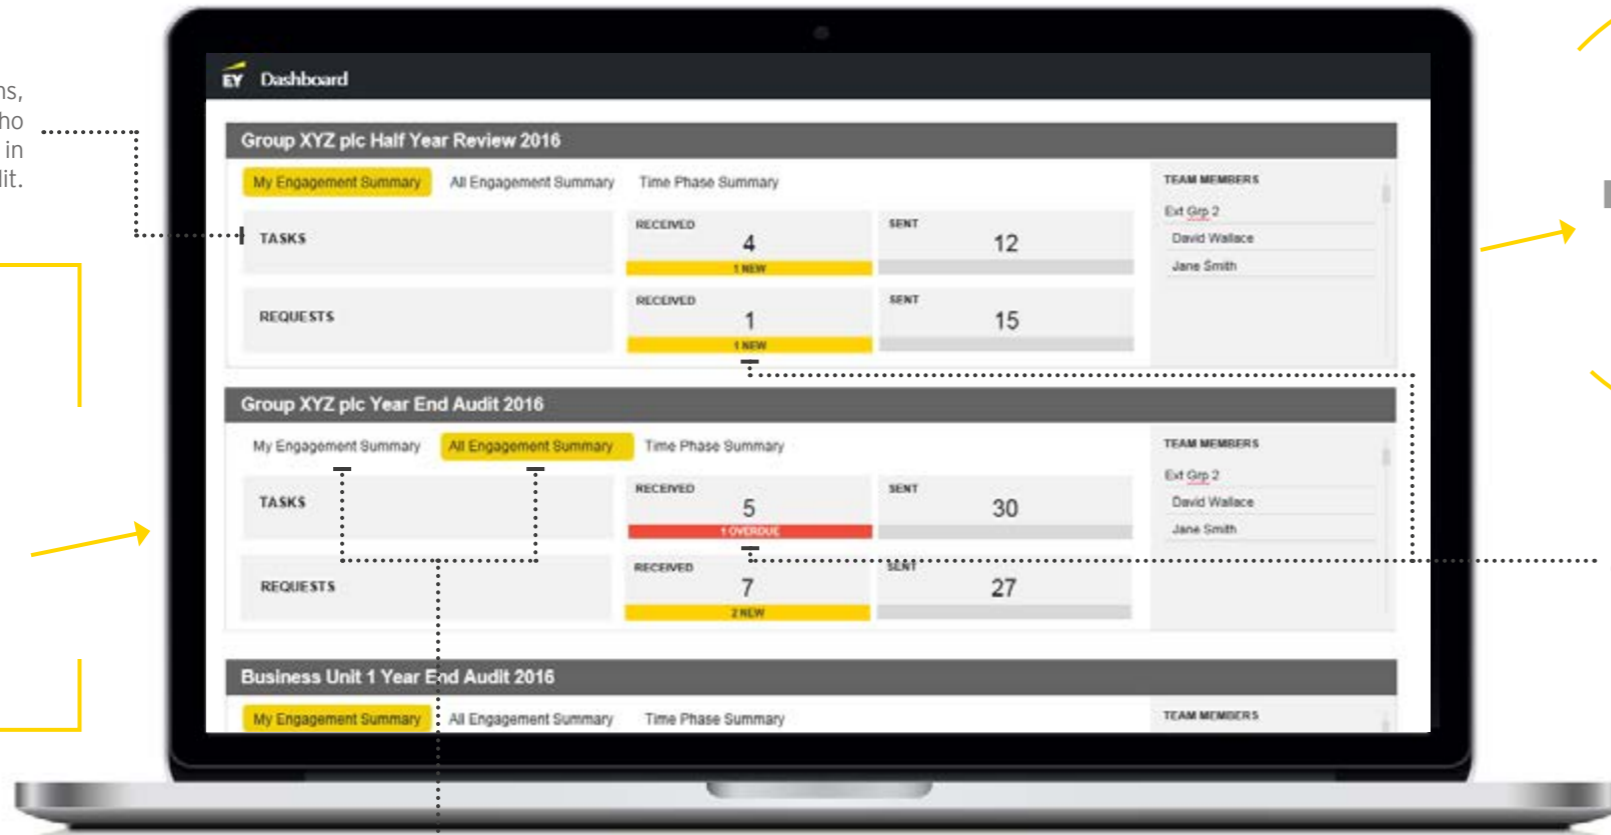 ns,
ho
in
lit.
EY Dashboard
Group XYZ plc Half Year Review 2016
My Engagement Summary All Engagement Summary Time Phase Summary
TEAM MEMBERS
Ext Grp 2
David Wallace
Jane Smith
TASKS
RECEIVED
4
1 NEW
SENT
12
REQUESTS
RECEIVED
1
1 NEW
SENT
15
Group XYZ plc Year End Audit 2016
My Engagement Summary All Engagement Summary Time Phase Summary
TEAM MEMBERS
Ext Grp 2
David Wallace
Jane Smith
TASKS
RECEIVED
5
1 OVERDUE
SENT
30
REQUESTS
RECEIVED
7
2 NEW
SENT
27
Business Unit 1 Year End Audit 2016
My Engagement Summary All Engagement Summary Time Phase Summary
TEAM MEMBERS